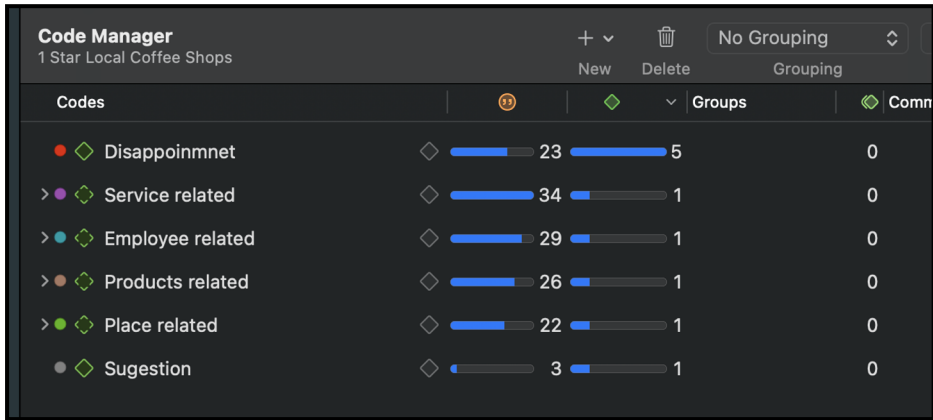 Code Manager
1 Star Local Coffee Shops
No Grouping
New Delete Grouping
Codes Groups Comm
Disappoinmnet 23 5 0
Service related 34 1 0
Employee related 29 1 0
Products related 26 1 0
Place related 22 1 0
Sugestion 3 1 0